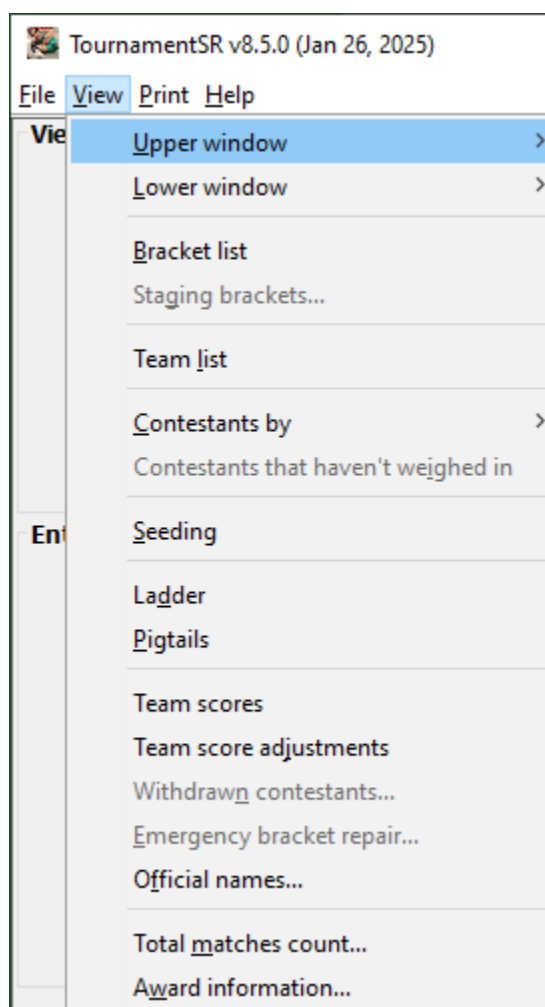 TournamentSR v8.5.0 (Jan 26, 2025)
File View Print Help
Vie
Upper window
Lower window
Bracket list
Staging brackets...
Team list
Contestants by
Contestants that haven't weighed in
Ent
Seeding
Ladder
Pigtails
Team scores
Team score adjustments
Withdrawn contestants...
Emergency bracket repair...
Official names...
Total matches count...
Award information...